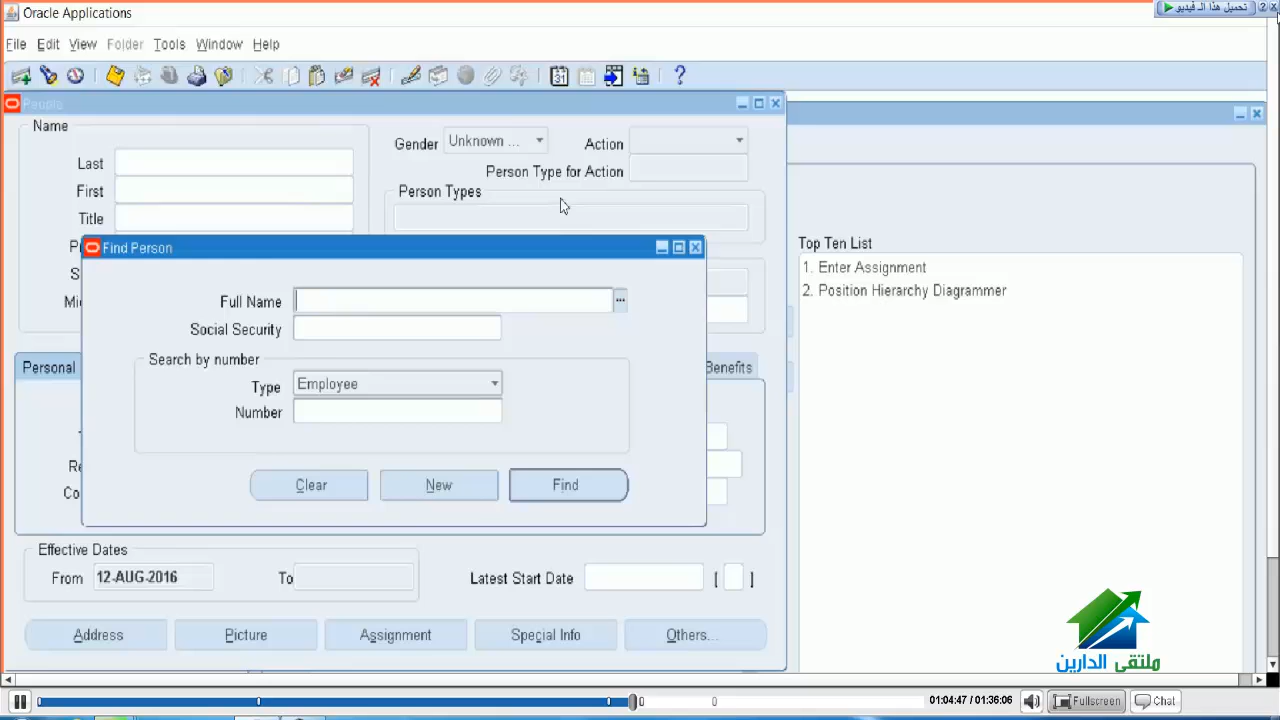 Oracle Applications
تحميل هذا الـ فيديو
File Edit View Folder Tools Window Help
People
Name
Last
First
Title
Gender Unknown ...
Action
Person Type for Action
Person Types
Top Ten List
1. Enter Assignment
2. Position Hierarchy Diagrammer
Find Person
Full Name
Social Security
Search by number
Type Employee
Number
Clear New Find
Personal
Benefits
Effective Dates
From 12-AUG-2016 To
Latest Start Date [ ]
Address Picture Assignment Special Info Others...
ملتقى الدارين
01:04:47 / 01:36:06 Fullscreen Chat